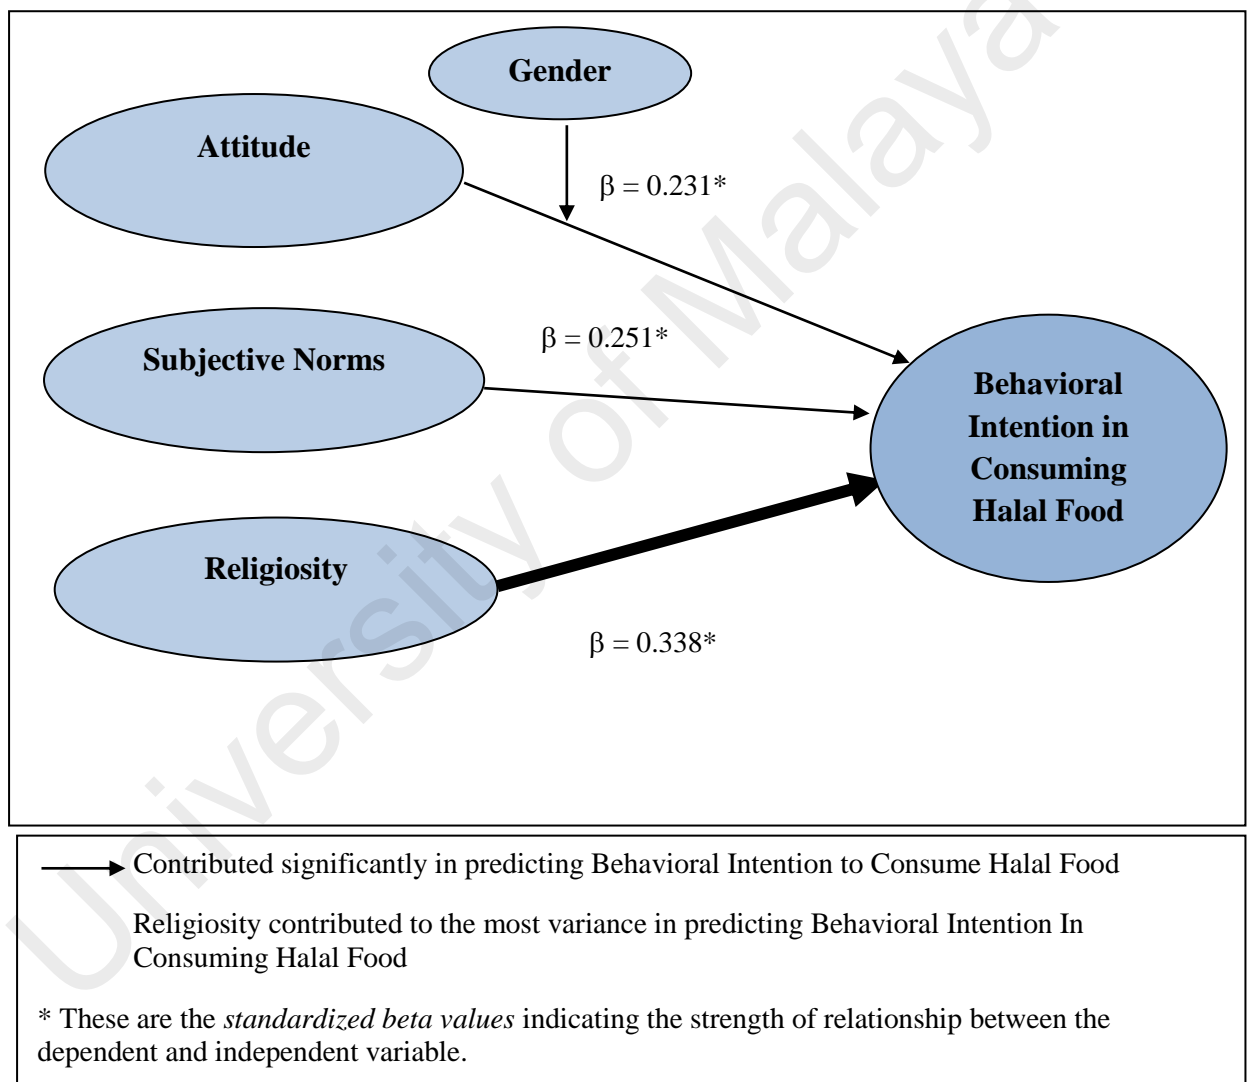 Gender
Attitude
β = 0.231*
Subjective Norms
β = 0.251*
Behavioral
Intention in
Consuming
Halal Food
Religiosity
β = 0.338*
Contributed significantly in predicting Behavioral Intention to Consume Halal Food
Religiosity contributed to the most variance in predicting Behavioral Intention In
Consuming Halal Food
* These are the standardized beta values indicating the strength of relationship between the
dependent and independent variable.
University of Malaya